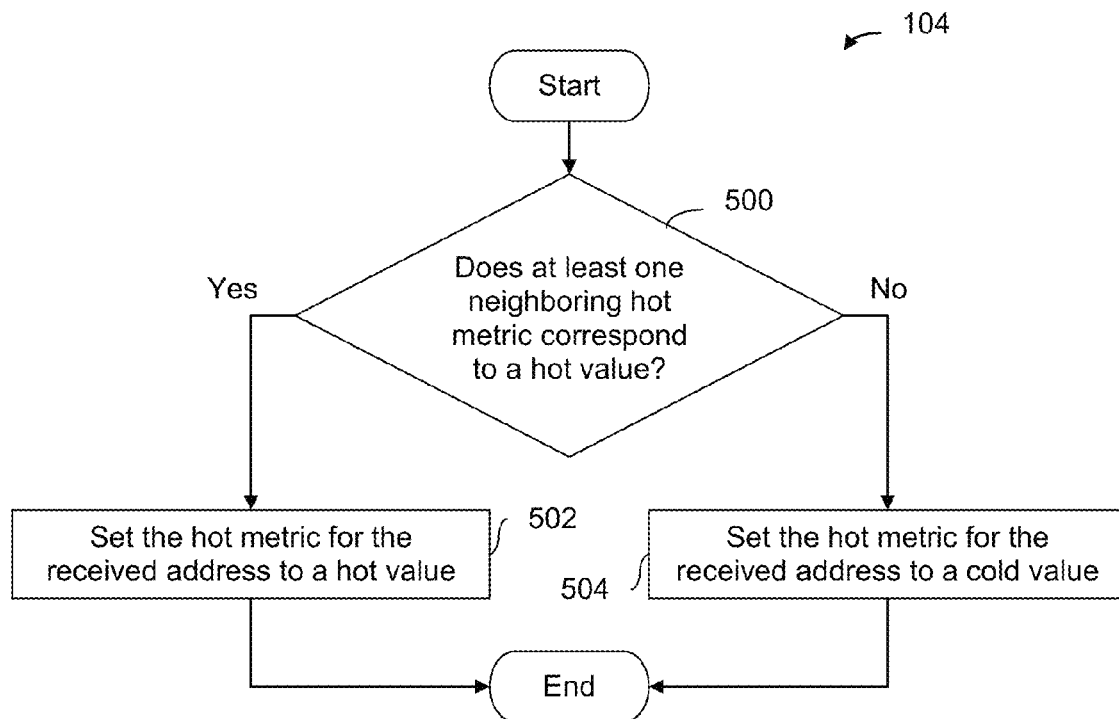 104
Start
500
Does at least one
neighboring hot
metric correspond
to a hot value?
Yes
No
Set the hot metric for the
received address to a hot value
502
Set the hot metric for the
received address to a cold value
504
End